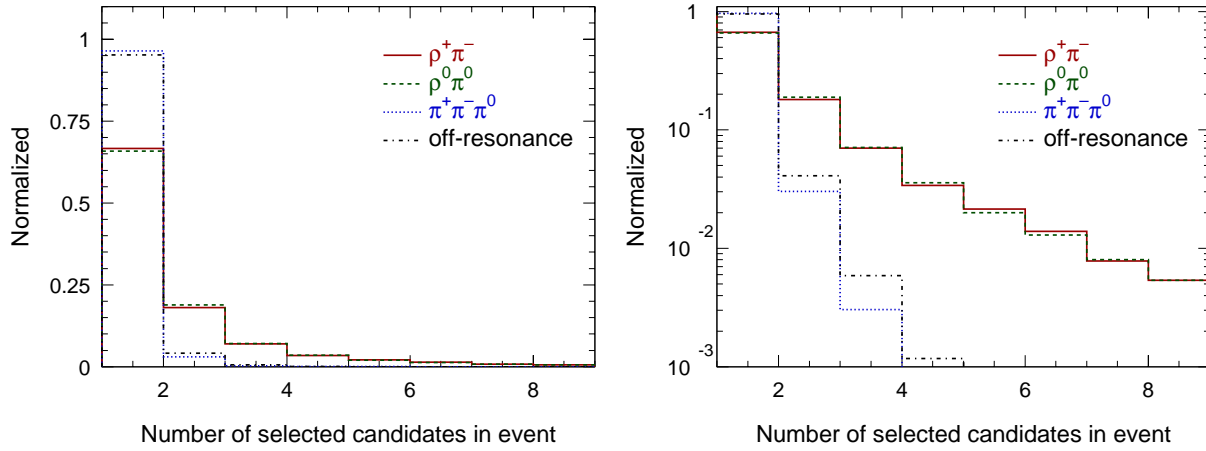 Normalized
1
0.75
0.5
0.25
0
2
4
6
8
Number of selected candidates in event
ρ⁺π⁻
ρ⁰π⁰
π⁺π⁻π⁰
off-resonance
Normalized
1
10⁻¹
10⁻²
10⁻³
2
4
6
8
Number of selected candidates in event
ρ⁺π⁻
ρ⁰π⁰
π⁺π⁻π⁰
off-resonance